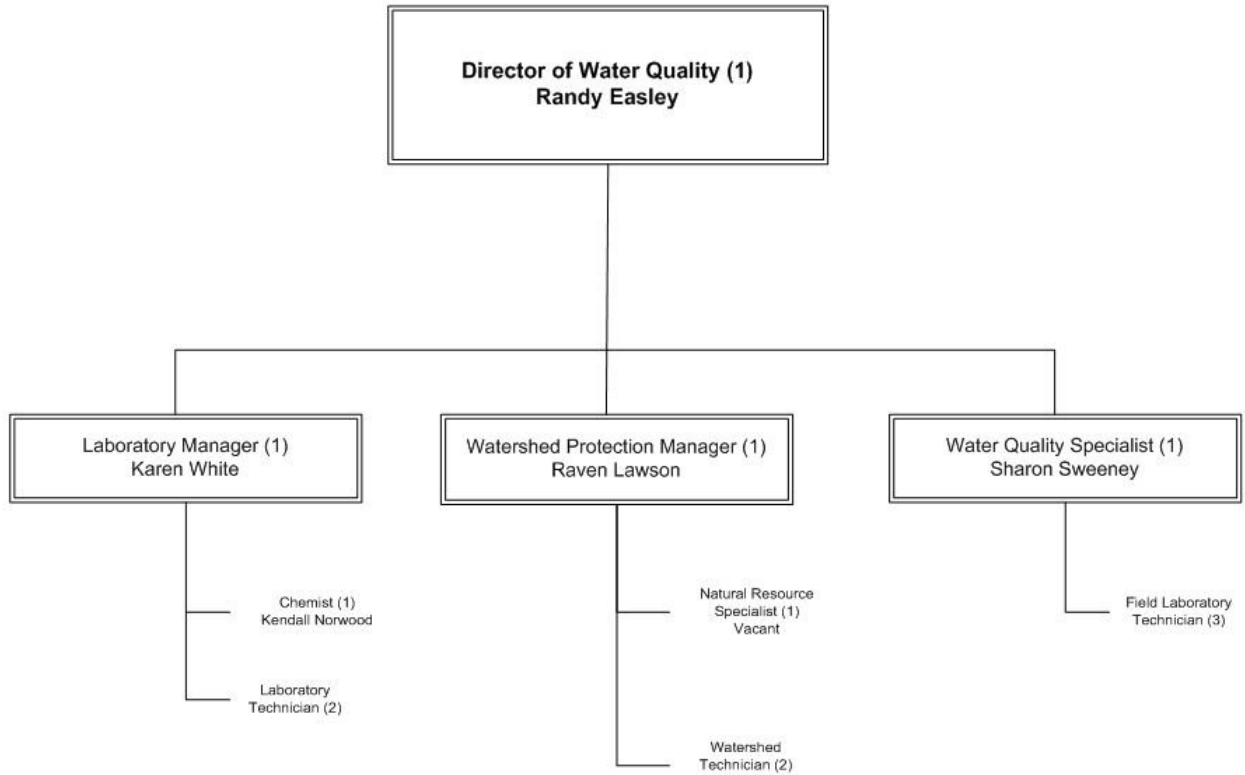 Director of Water Quality (1)
Randy Easley
Laboratory Manager (1)
Karen White
Watershed Protection Manager (1)
Raven Lawson
Water Quality Specialist (1)
Sharon Sweeney
Chemist (1)
Kendall Norwood
Laboratory
Technician (2)
Natural Resource
Specialist (1)
Vacant
Watershed
Technician (2)
Field Laboratory
Technician (3)